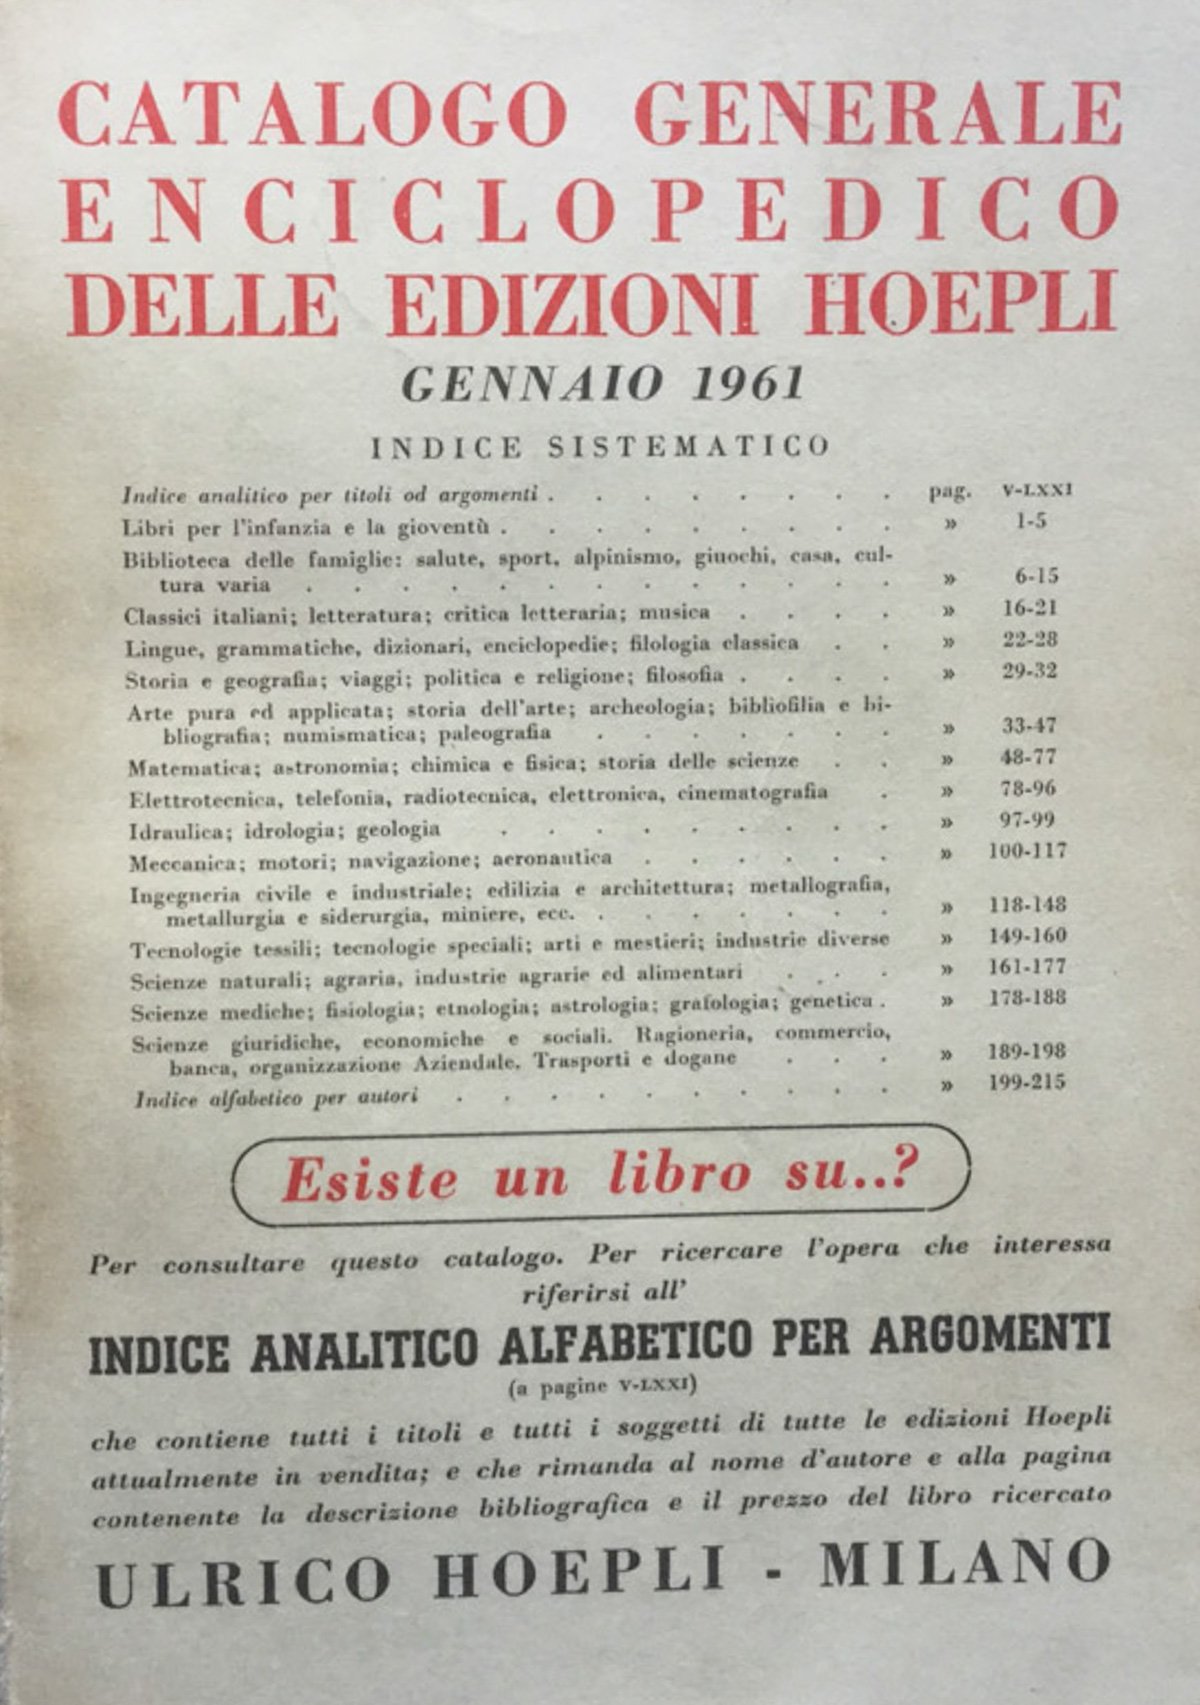 CATALOGO GENERALE
ENCICLOPEDICO
DELLE EDIZIONI HOEPLI
GENNAIO 1961
INDICE SISTEMATICO
Indice analitico per titoli od argomenti . . . . . . . . pag. V-LXXI
Libri per l'infanzia e la gioventù . . . . . . . . » 1-5
Biblioteca delle famiglie: salute, sport, alpinismo, giuochi, casa, cul-
tura varia . . . . . . . . . . . . » 6-15
Classici italiani; letteratura; critica letteraria; musica . . . . » 16-21
Lingue, grammatiche, dizionari, enciclopedie; filologia classica . . » 22-28
Storia e geografia; viaggi; politica e religione; filosofia . . . . » 29-32
Arte pura ed applicata; storia dell'arte; archeologia; bibliofilia e bi-
bliografia; numismatica; paleografia . . . . . . . » 33-47
Matematica; astronomia; chimica e fisica; storia delle scienze . . » 48-77
Elettrotecnica, telefonia, radiotecnica, elettronica, cinematografia . » 78-96
Idraulica; idrologia; geologia . . . . . . . . . » 97-99
Meccanica; motori; navigazione; aeronautica . . . . . . » 100-117
Ingegneria civile e industriale; edilizia e architettura; metallografia,
metallurgia e siderurgia, miniere, ecc. . . . . . . . » 118-148
Tecnologie tessili; tecnologie speciali; arti e mestieri; industrie diverse » 149-160
Scienze naturali; agraria, industrie agrarie ed alimentari . . . » 161-177
Scienze mediche; fisiologia; etnologia; astrologia; grafologia; genetica . » 178-188
Scienze giuridiche, economiche e sociali. Ragioneria, commercio,
banca, organizzazione Aziendale. Trasporti e dogane . . . » 189-198
Indice alfabetico per autori . . . . . . . . . . » 199-215
Esiste un libro su..?
Per consultare questo catalogo. Per ricercare l'opera che interessa
riferirsi all'
INDICE ANALITICO ALFABETICO PER ARGOMENTI
(a pagine V-LXXI)
che contiene tutti i titoli e tutti i soggetti di tutte le edizioni Hoepli
attualmente in vendita; e che rimanda al nome d'autore e alla pagina
contenente la descrizione bibliografica e il prezzo del libro ricercato
ULRICO HOEPLI - MILANO